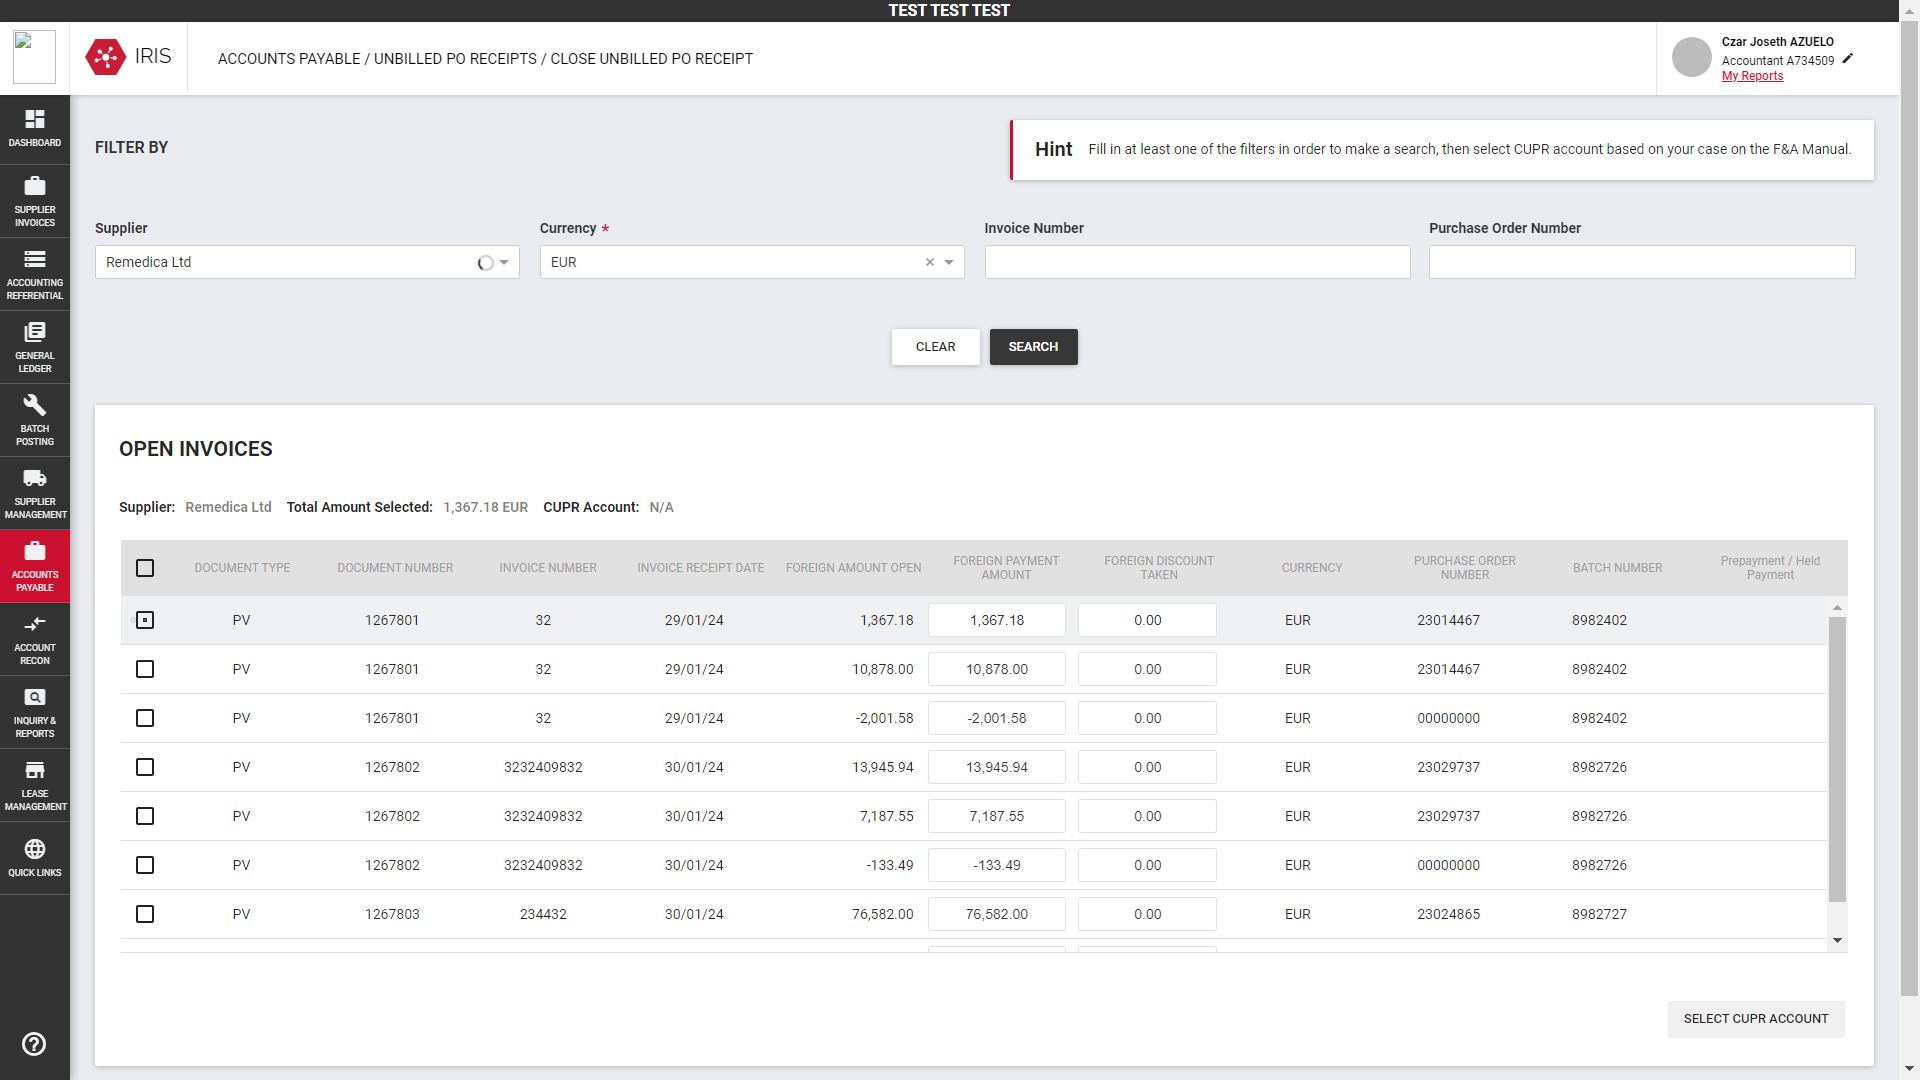 TEST TEST TEST
IRIS
ACCOUNTS PAYABLE / UNBILLED PO RECEIPTS / CLOSE UNBILLED PO RECEIPT
Czar Joseth AZUELO
Accountant A734509
My Reports
DASHBOARD
SUPPLIER
INVOICES
ACCOUNTING
REFERENTIAL
GENERAL
LEDGER
BATCH
POSTING
SUPPLIER
MANAGEMENT
ACCOUNTS
PAYABLE
ACCOUNT
RECON
INQUIRY &
REPORTS
LEASE
MANAGEMENT
QUICK LINKS
FILTER BY
Hint Fill in at least one of the filters in order to make a search, then select CUPR account based on your case on the F&A Manual.
Supplier Currency * Invoice Number Purchase Order Number
Remedica Ltd EUR
CLEAR SEARCH
OPEN INVOICES
Supplier: Remedica Ltd Total Amount Selected: 1,367.18 EUR CUPR Account: N/A
DOCUMENT TYPE DOCUMENT NUMBER INVOICE NUMBER INVOICE RECEIPT DATE FOREIGN AMOUNT OPEN FOREIGN PAYMENT AMOUNT FOREIGN DISCOUNT TAKEN CURRENCY PURCHASE ORDER NUMBER BATCH NUMBER Prepayment / Held Payment
PV 1267801 32 29/01/24 1,367.18 1,367.18 0.00 EUR 23014467 8982402
PV 1267801 32 29/01/24 10,878.00 10,878.00 0.00 EUR 23014467 8982402
PV 1267801 32 29/01/24 -2,001.58 -2,001.58 0.00 EUR 00000000 8982402
PV 1267802 3232409832 30/01/24 13,945.94 13,945.94 0.00 EUR 23029737 8982726
PV 1267802 3232409832 30/01/24 7,187.55 7,187.55 0.00 EUR 23029737 8982726
PV 1267802 3232409832 30/01/24 -133.49 -133.49 0.00 EUR 00000000 8982726
PV 1267803 234432 30/01/24 76,582.00 76,582.00 0.00 EUR 23024865 8982727
SELECT CUPR ACCOUNT